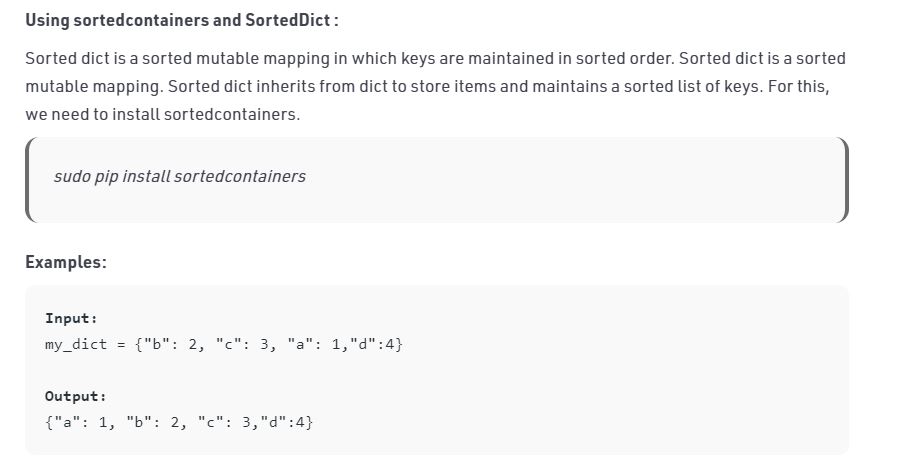 Using sortedcontainers and SortedDict :
Sorted dict is a sorted mutable mapping in which keys are maintained in sorted order. Sorted dict is a sorted
mutable mapping. Sorted dict inherits from dict to store items and maintains a sorted list of keys. For this,
we need to install sortedcontainers.
sudo pip install sortedcontainers
Examples:
Input:
my_dict = {"b": 2, "c": 3, "a": 1,"d":4}
Output:
{"a": 1, "b": 2, "c": 3,"d":4}